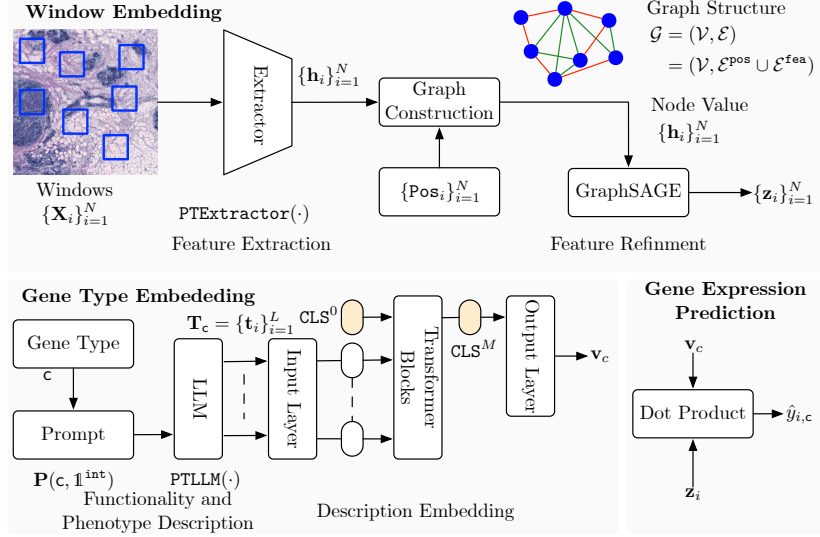 Window Embedding
Graph Structure
𝒢 = (𝒱, ℰ)
= (𝒱, ℰ^pos ∪ ℰ^fea)
Extractor
{h_i}_{i=1}^N
Graph
Construction
Node Value
{h_i}_{i=1}^N
Windows
{X_i}_{i=1}^N
{Pos_i}_{i=1}^N
GraphSAGE
{z_i}_{i=1}^N
PTExtractor(·)
Feature Extraction
Feature Refinment
Gene Type Embededing
T_c = {t_i}_{i=1}^L
CLS^0
Gene Type
c
Prompt
P(c, 𝟙^int)
LLM
PTLLM(·)
Input Layer
Transformer
Blocks
CLS^M
Output Layer
v_c
Functionality and
Phenotype Description
Description Embedding
Gene Expression
Prediction
v_c
Dot Product
ŷ_{i,c}
z_i